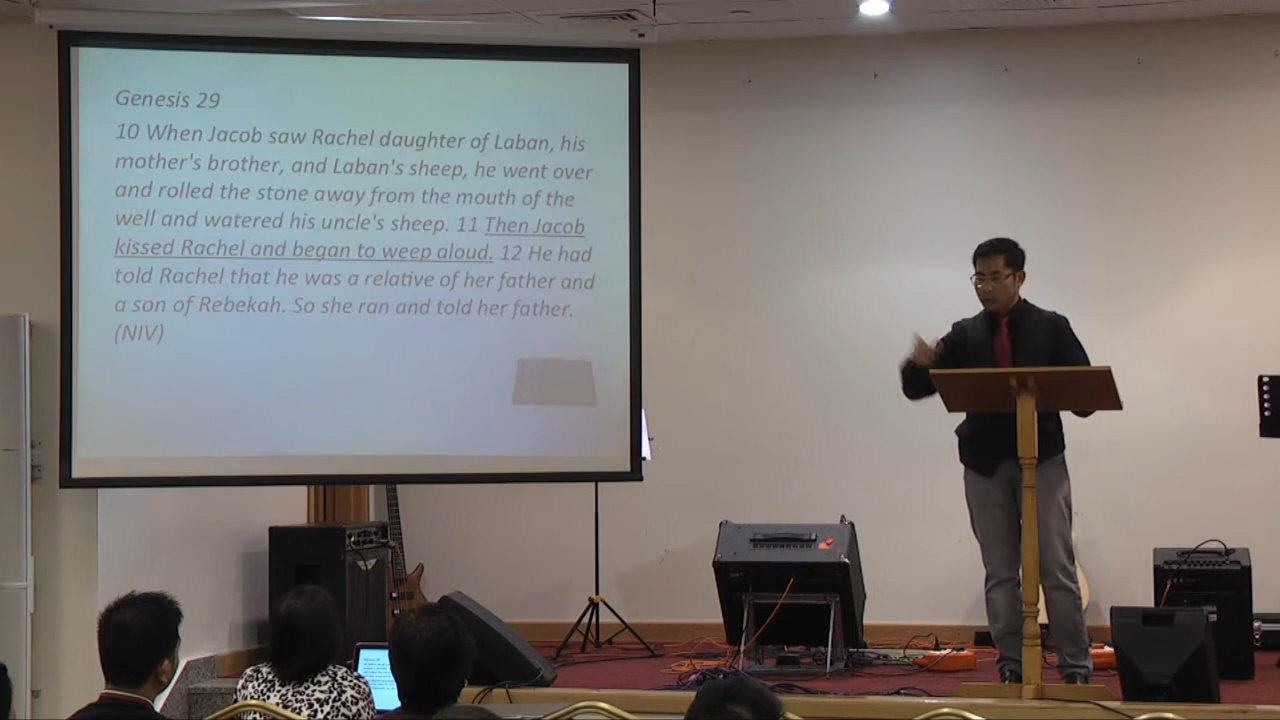 Genesis 29
10 When Jacob saw Rachel daughter of Laban, his
mother's brother, and Laban's sheep, he went over
and rolled the stone away from the mouth of the
well and watered his uncle's sheep. 11 Then Jacob
kissed Rachel and began to weep aloud. 12 He had
told Rachel that he was a relative of her father and
a son of Rebekah. So she ran and told her father.
(NIV)